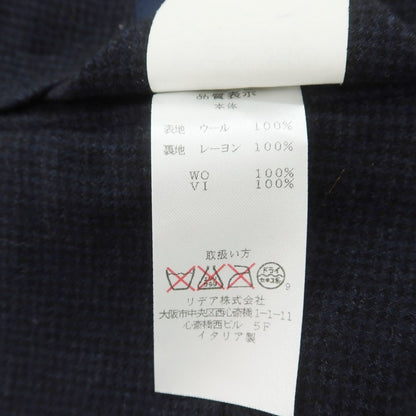 品質表示
本体
表地 ウール 100%
裏地 レーヨン 100%
WO 100%
VI 100%
取扱い方
ドライ
セキユ系
9
リデア株式会社
大阪市中央区西心斎橋1-1-11
心斎橋西ビル 5F
イタリア製